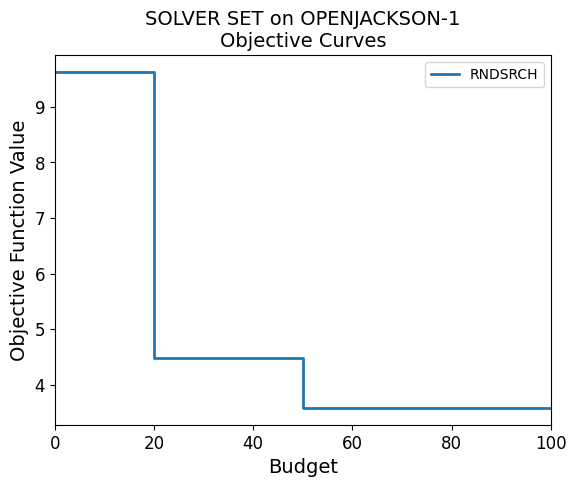 SOLVER SET on OPENJACKSON-1
Objective Curves
RNDSRCH
Objective Function Value
9
8
7
6
5
4
0 20 40 60 80 100
Budget